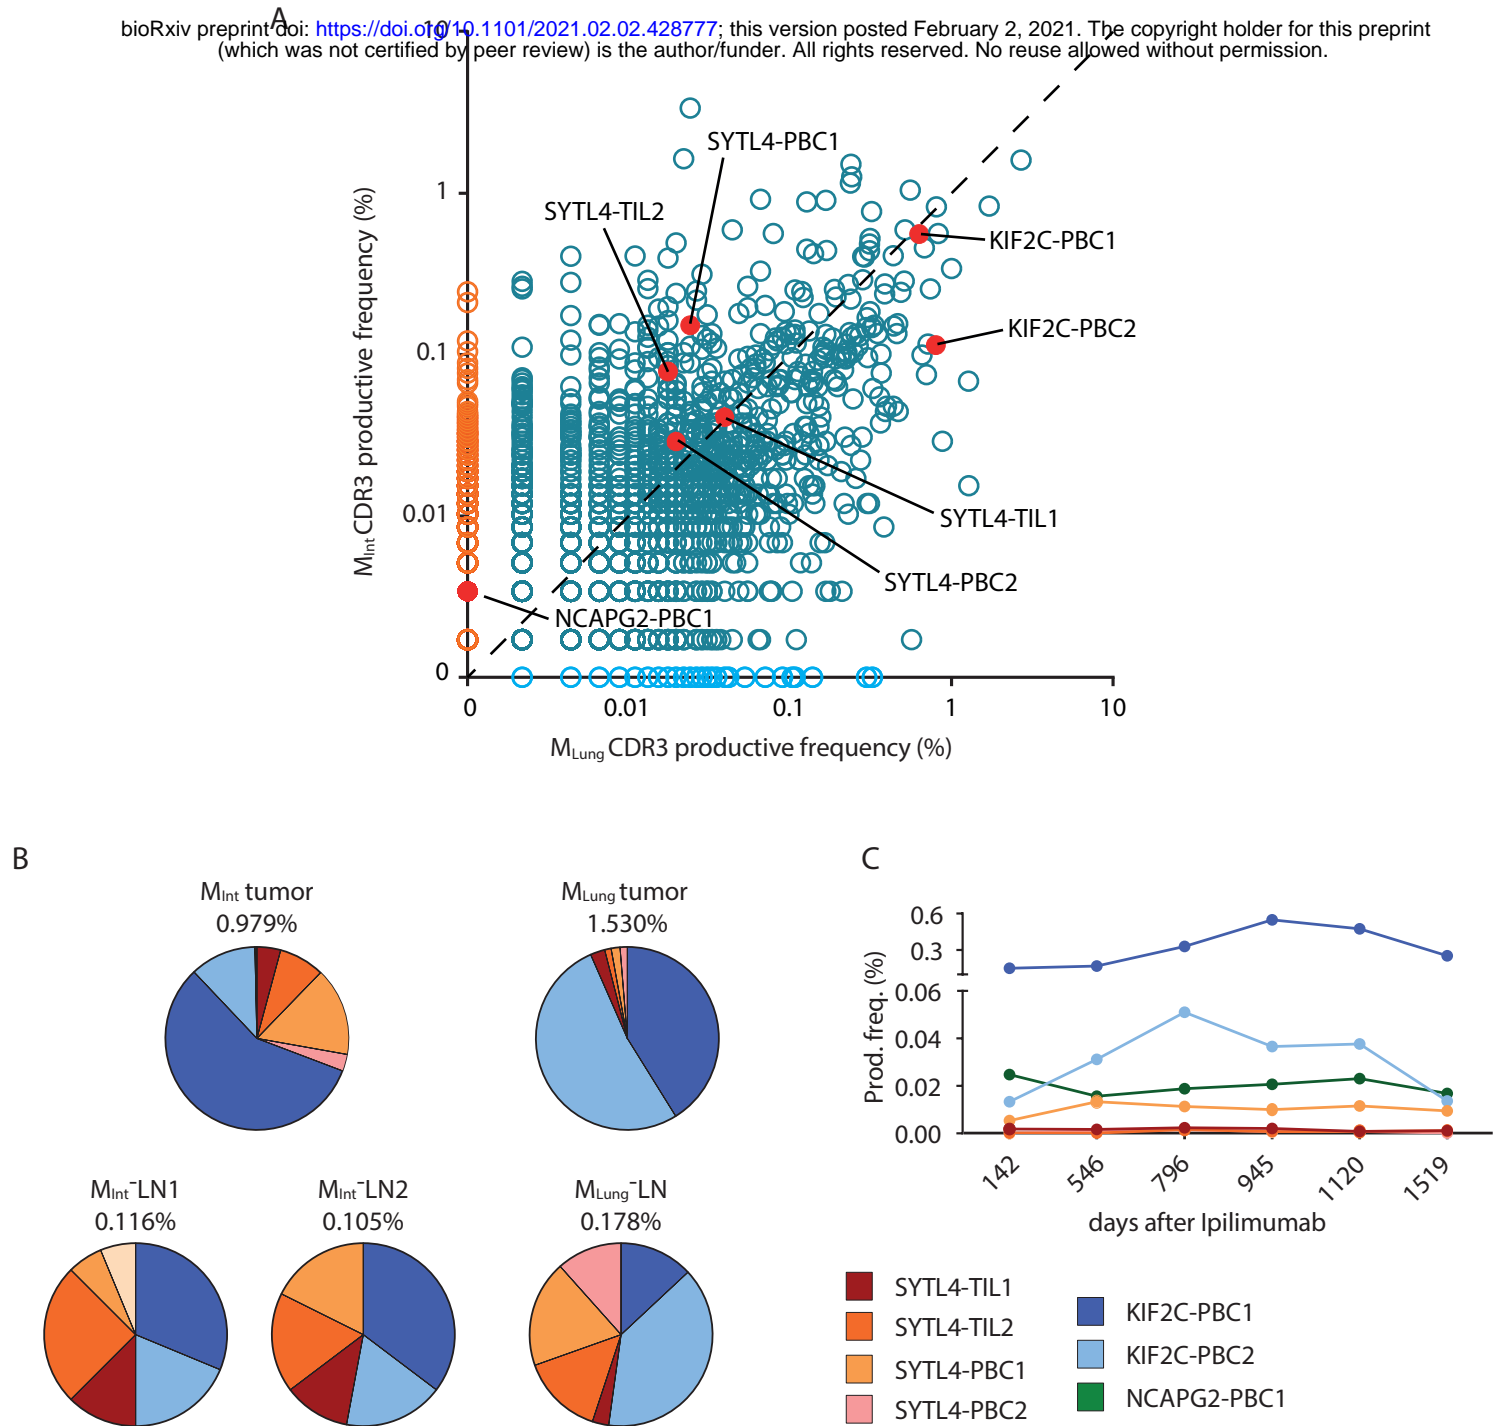 bioRxiv preprint doi: https://doi.org/10.1101/2021.02.02.428777; this version posted February 2, 2021. The copyright holder for this preprint
(which was not certified by peer review) is the author/funder. All rights reserved. No reuse allowed without permission.
A
10
1
0.1
0.01
0
MInt CDR3 productive frequency (%)
SYTL4-PBC1
SYTL4-TIL2
KIF2C-PBC1
KIF2C-PBC2
SYTL4-TIL1
SYTL4-PBC2
NCAPG2-PBC1
0 0.01 0.1 1 10
MLung CDR3 productive frequency (%)
B
MInt tumor
0.979%
MLung tumor
1.530%
MInt-LN1
0.116%
MInt-LN2
0.105%
MLung-LN
0.178%
C
0.6
0.3
0.06
0.04
0.02
0.00
Prod. freq. (%)
142 546 796 945 1120 1519
days after Ipilimumab
SYTL4-TIL1
SYTL4-TIL2
SYTL4-PBC1
SYTL4-PBC2
KIF2C-PBC1
KIF2C-PBC2
NCAPG2-PBC1